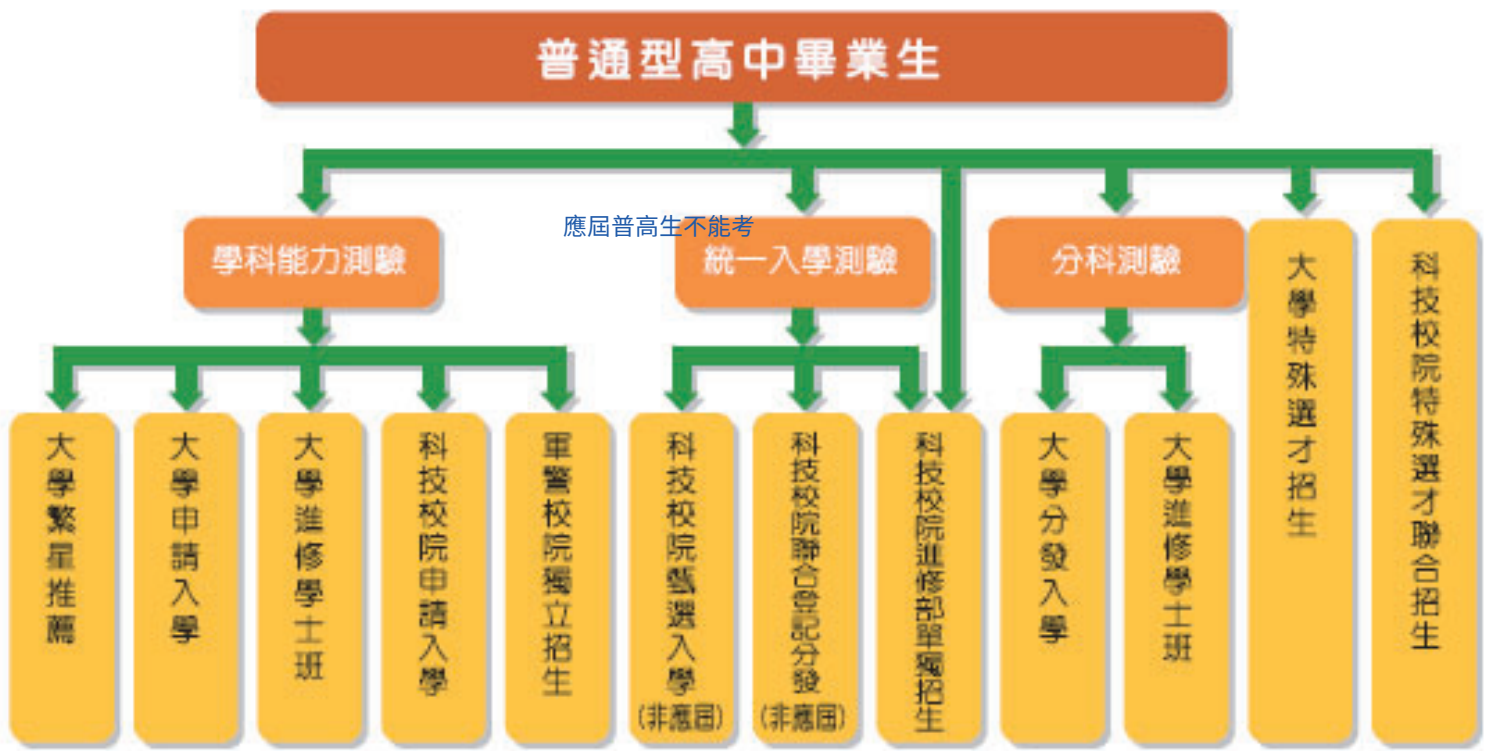 普通型高中畢業生
應屆普高生不能考
學科能力測驗
統一入學測驗
分科測驗
大學特殊選才招生
科技校院特殊選才聯合招生
大學繁星推薦
大學申請入學
大學進修學士班
科技校院申請入學
軍警校院獨立招生
科技校院甄選入學
(非應屆)
科技校院聯合登記分發
(非應屆)
科技校院進修部單獨招生
大學分發入學
大學進修學士班